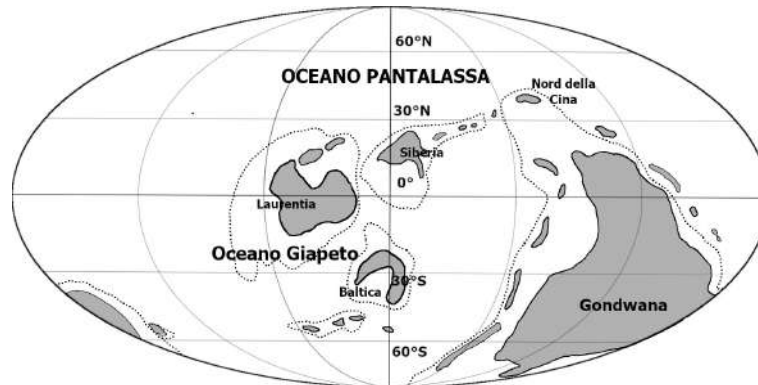 60°N
OCEANO PANTALASSA
Nord della
Cina
30°N
Siberia
0°
Laurentia
Oceano Giapeto
30°S
Baltica
Gondwana
60°S